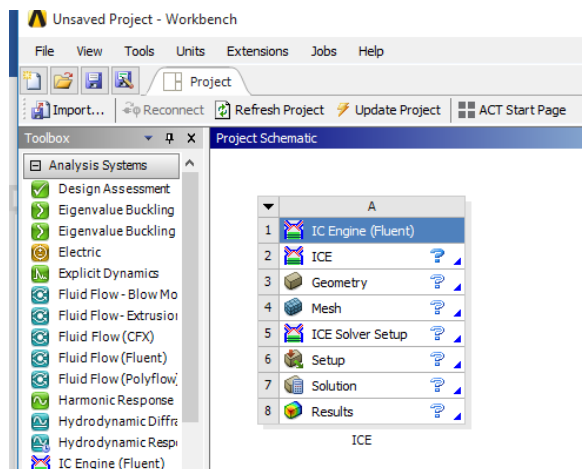 Unsaved Project - Workbench
File View Tools Units Extensions Jobs Help
Project
Import... Reconnect Refresh Project Update Project ACT Start Page
Toolbox
Project Schematic
Analysis Systems
Design Assessment
Eigenvalue Buckling
Eigenvalue Buckling
Electric
Explicit Dynamics
Fluid Flow - Blow Mo
Fluid Flow - Extrusion
Fluid Flow (CFX)
Fluid Flow (Fluent)
Fluid Flow (Polyflow)
Harmonic Response
Hydrodynamic Diffra
Hydrodynamic Respo
IC Engine (Fluent)
A
1 IC Engine (Fluent)
2 ICE
3 Geometry
4 Mesh
5 ICE Solver Setup
6 Setup
7 Solution
8 Results
ICE